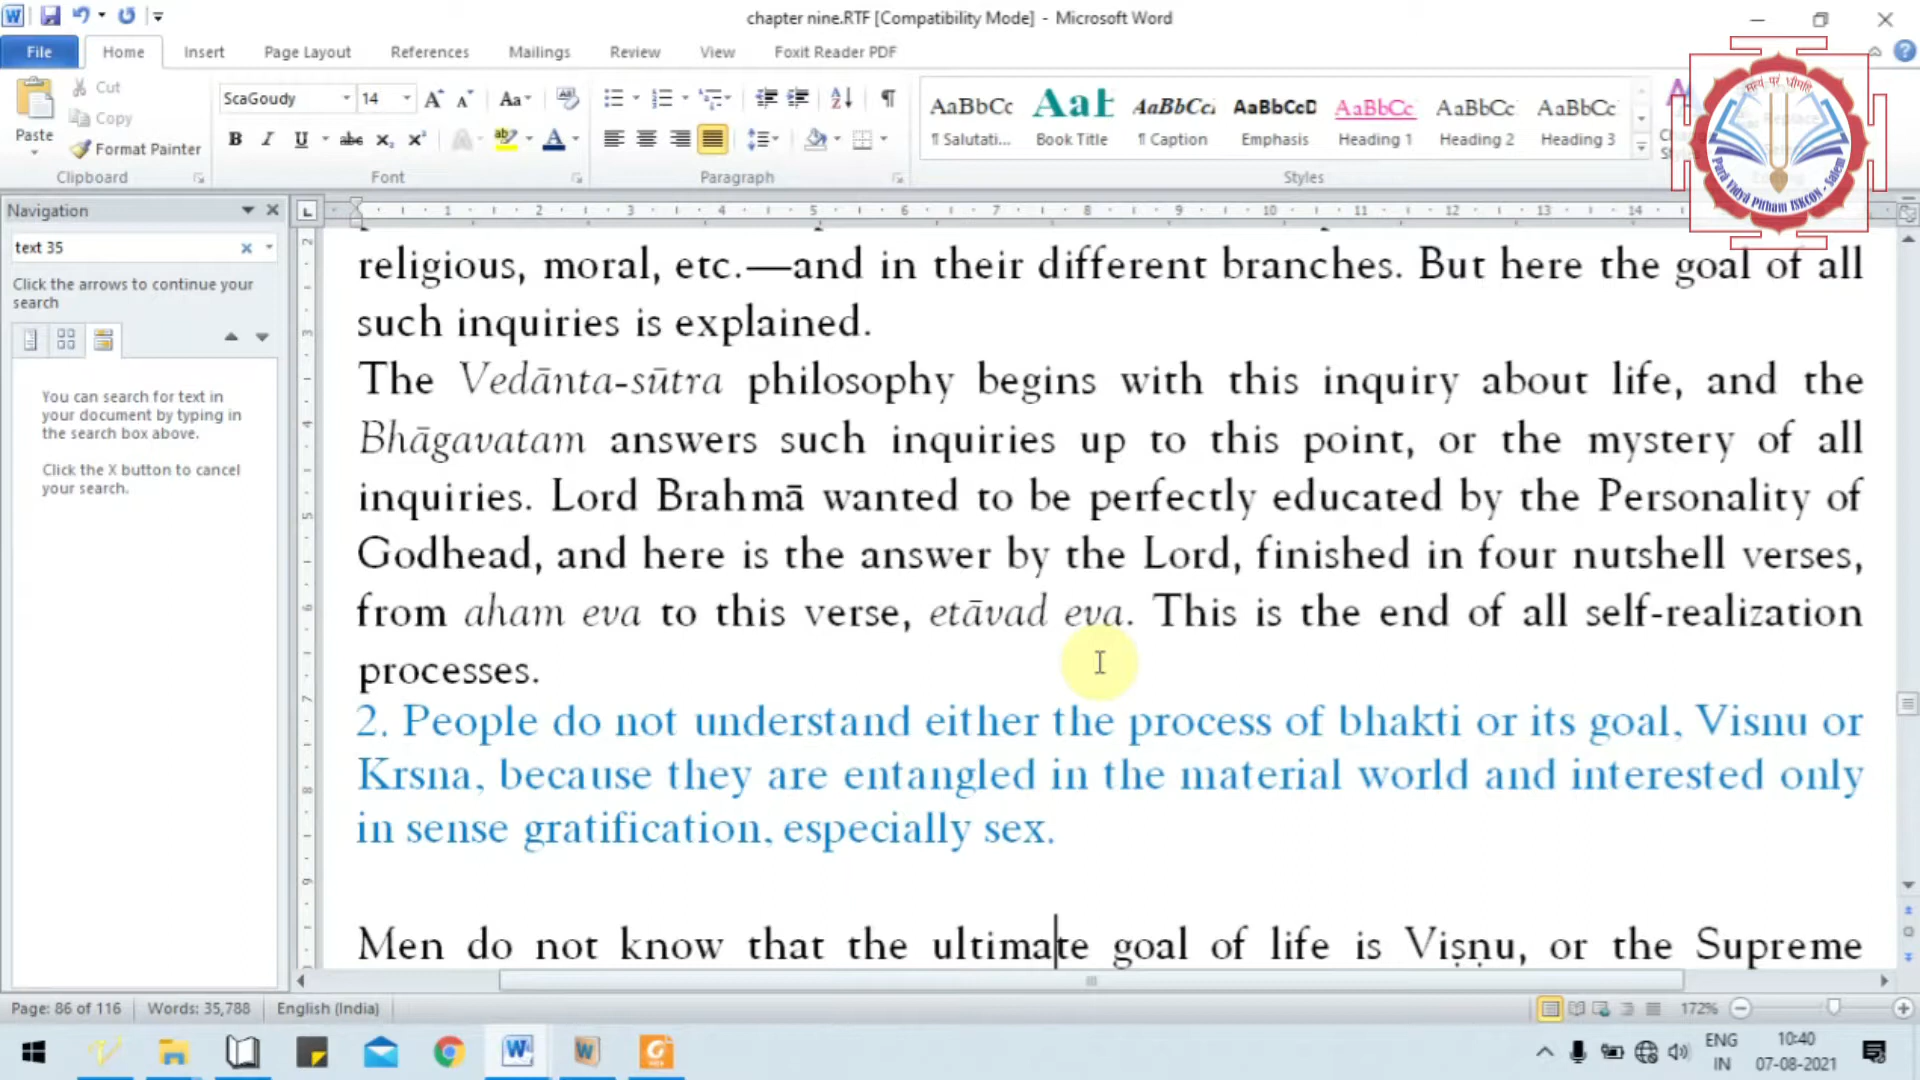 chapter nine.RTF [Compatibility Mode] - Microsoft Word
File Home Insert Page Layout References Mailings Review View Foxit Reader PDF
Cut
Copy
Paste
Format Painter
Clipboard
ScaGoudy 14
Font
Paragraph
AaBbCc AaBbCc AaBbCcD AaBbCc AaBbCc AaBbCc
¶ Salutati... Book Title ¶ Caption Emphasis Heading 1 Heading 2 Heading 3
Styles
सत्यं परं धीमहि
Para Vidya Pitham ISKCON - Salem
Navigation
text 35
Click the arrows to continue your
search
You can search for text in
your document by typing in
the search box above.
Click the X button to cancel
your search.
religious, moral, etc.—and in their different branches. But here the goal of all
such inquiries is explained.
The Vedānta-sūtra philosophy begins with this inquiry about life, and the
Bhāgavatam answers such inquiries up to this point, or the mystery of all
inquiries. Lord Brahmā wanted to be perfectly educated by the Personality of
Godhead, and here is the answer by the Lord, finished in four nutshell verses,
from aham eva to this verse, etāvad eva. This is the end of all self-realization
processes.
2. People do not understand either the process of bhakti or its goal, Visnu or
Krsna, because they are entangled in the material world and interested only
in sense gratification, especially sex.
Men do not know that the ultimate goal of life is Viṣṇu, or the Supreme
Page: 86 of 116 Words: 35,788 English (India) 172%
ENG
IN
10:40
07-08-2021